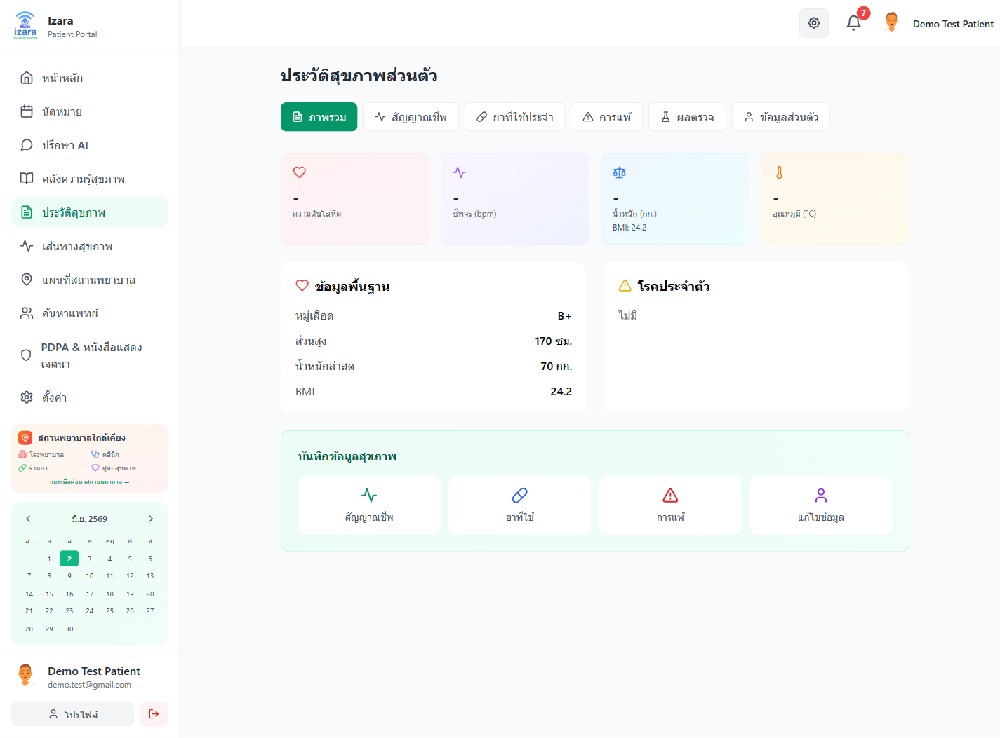 izara
Izara
Patient Portal
7
Demo Test Patient
หน้าหลัก
นัดหมาย
ปรึกษา AI
คลังความรู้สุขภาพ
ประวัติสุขภาพ
เส้นทางสุขภาพ
แผนที่สถานพยาบาล
ค้นหาแพทย์
PDPA & หนังสือแสดง
เจตนา
ตั้งค่า
สถานพยาบาลใกล้เคียง
โรงพยาบาล คลินิก
ร้านยา ศูนย์สุขภาพ
แตะเพื่อค้นหาสถานพยาบาล →
มิ.ย. 2569
อา จ อ พ พฤ ศ ส
1 2 3 4 5 6
7 8 9 10 11 12 13
14 15 16 17 18 19 20
21 22 23 24 25 26 27
28 29 30
Demo Test Patient
demo.test@gmail.com
โปรไฟล์
ประวัติสุขภาพส่วนตัว
ภาพรวม สัญญาณชีพ ยาที่ใช้ประจำ การแพ้ ผลตรวจ ข้อมูลส่วนตัว
- - - -
ความดันโลหิต ชีพจร (bpm) น้ำหนัก (กก.) อุณหภูมิ (°C)
BMI: 24.2
ข้อมูลพื้นฐาน
หมู่เลือด B+
ส่วนสูง 170 ซม.
น้ำหนักล่าสุด 70 กก.
BMI 24.2
โรคประจำตัว
ไม่มี
บันทึกข้อมูลสุขภาพ
สัญญาณชีพ ยาที่ใช้ การแพ้ แก้ไขข้อมูล